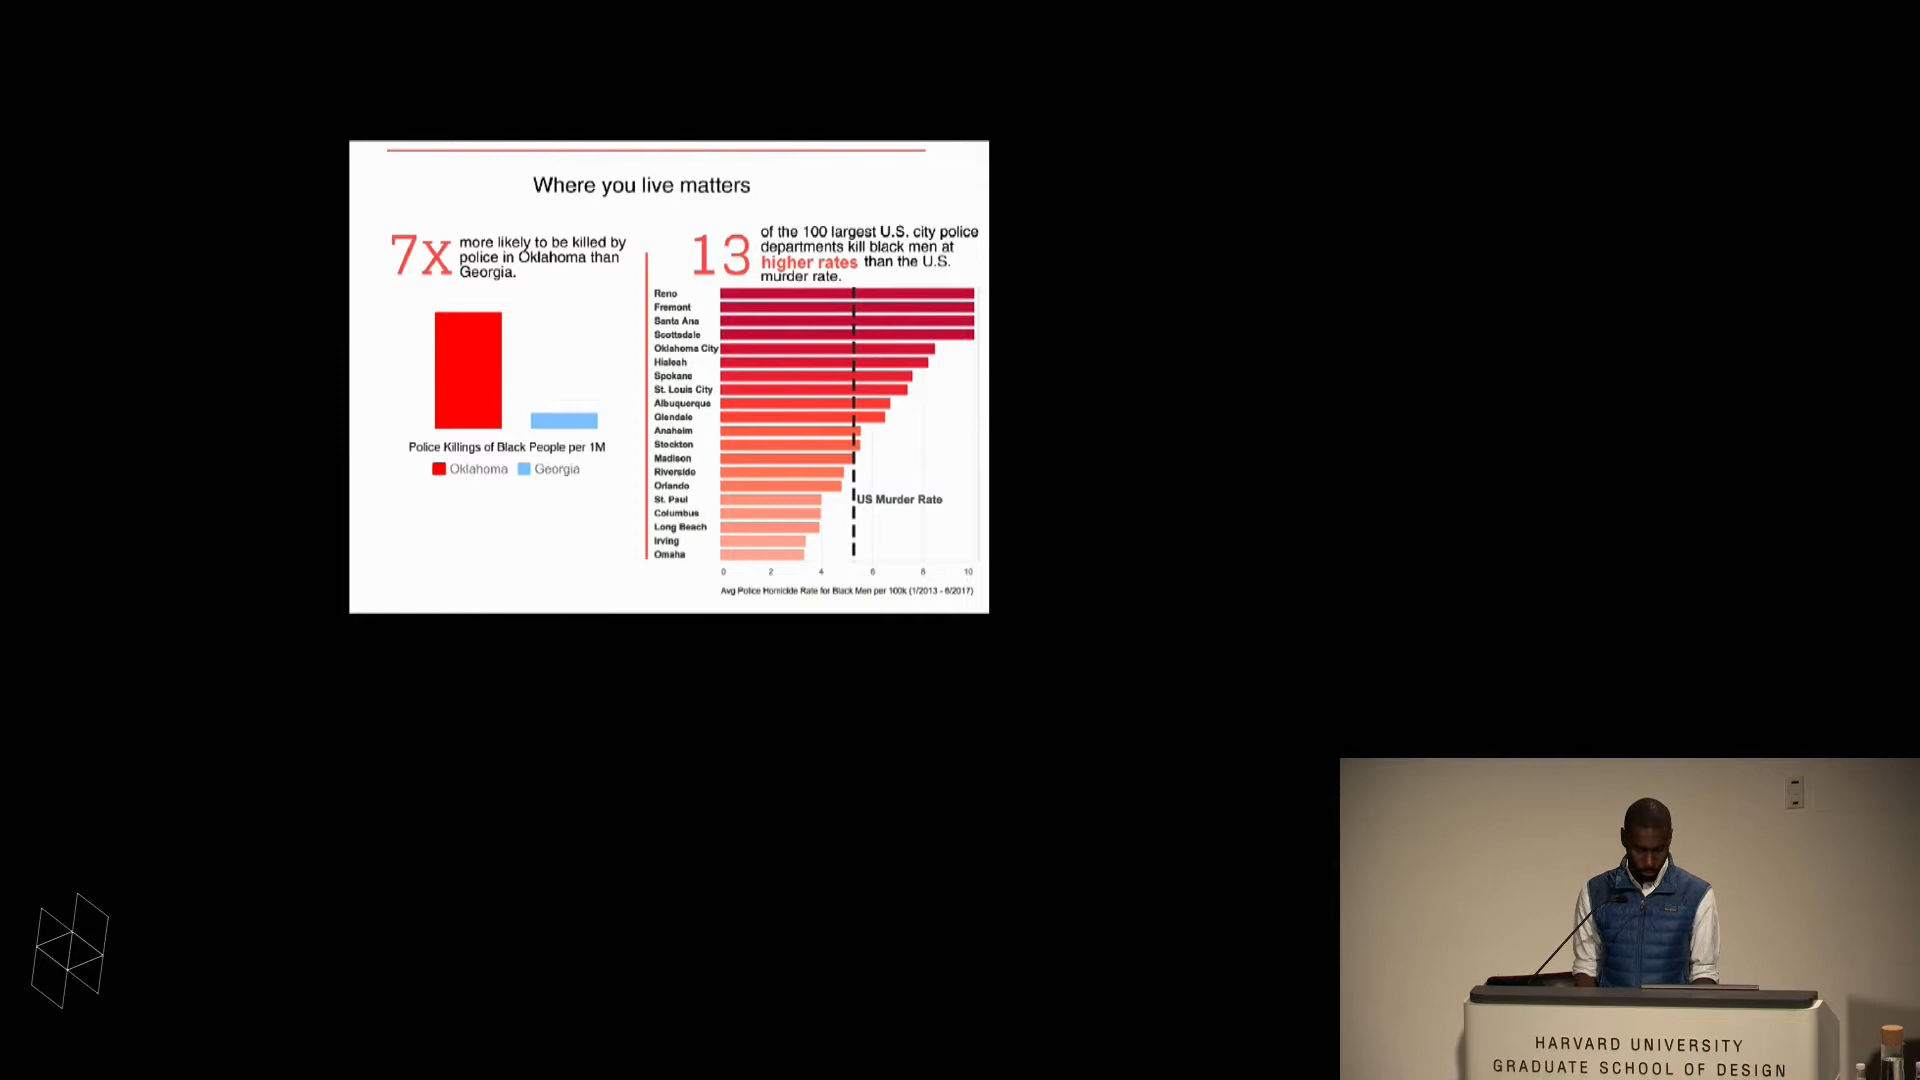 Where you live matters
7x
more likely to be killed by
police in Oklahoma than
Georgia.
Police Killings of Black People per 1M
Oklahoma
Georgia
13
of the 100 largest U.S. city police
departments kill black men at
higher rates than the U.S.
murder rate.
Reno
Fremont
Santa Ana
Scottsdale
Oklahoma City
Hialeah
Spokane
St. Louis City
Albuquerque
Glendale
Anaheim
Stockton
Madison
Riverside
Orlando
St. Paul
Columbus
Long Beach
Irving
Omaha
US Murder Rate
0 2 4 6 8 10
Avg Police Homicide Rate for Black Men per 100k (1/2013 - 6/2017)
HARVARD UNIVERSITY
GRADUATE SCHOOL OF DESIGN